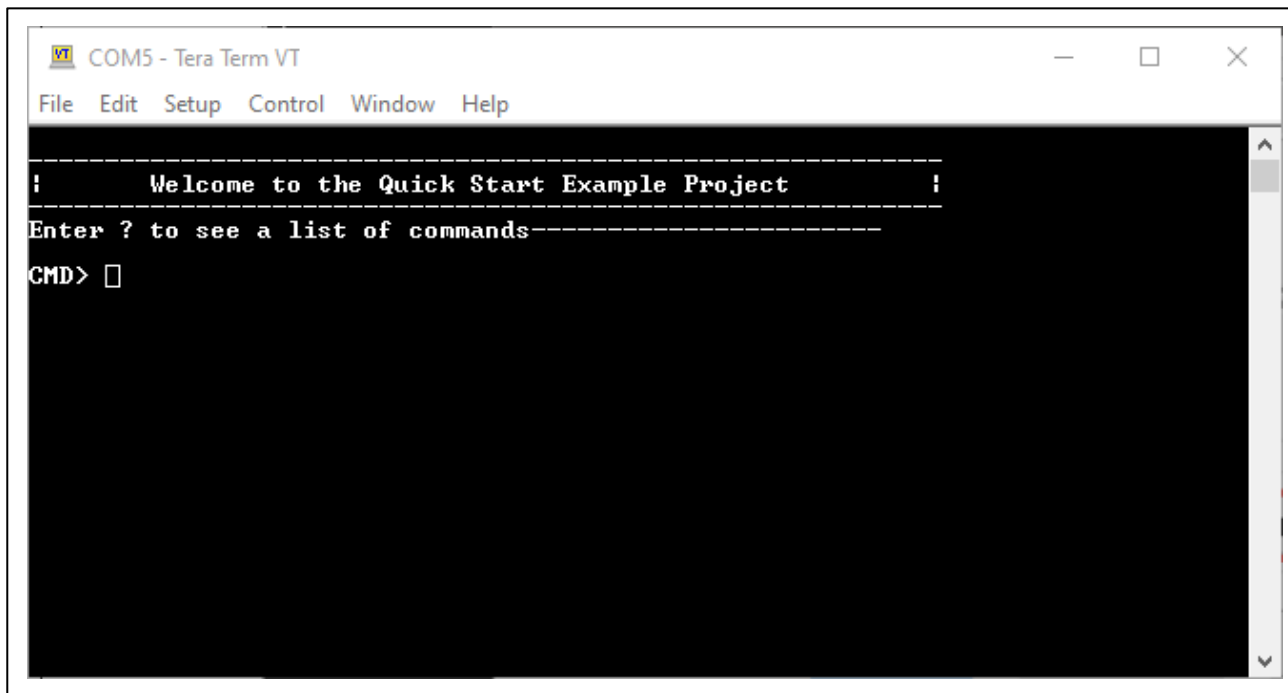 VT COM5 - Tera Term VT
File Edit Setup Control Window Help
------------------------------------------------------------
¦ Welcome to the Quick Start Example Project ¦
------------------------------------------------------------
Enter ? to see a list of commands-----------------------
CMD>